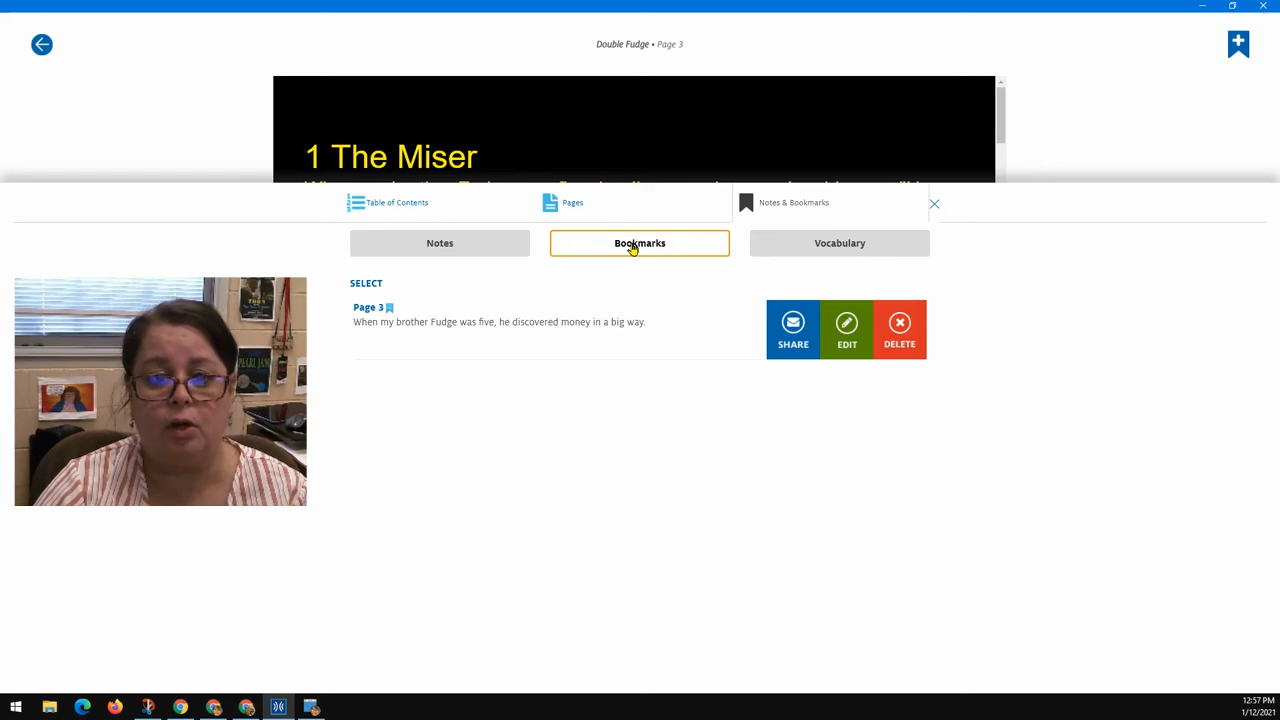 Double Fudge • Page 3
1 The Miser
Table of Contents
Pages
Notes & Bookmarks
Notes
Bookmarks
Vocabulary
SELECT
Page 3
When my brother Fudge was five, he discovered money in a big way.
SHARE
EDIT
DELETE
PEARL JAM
12:57 PM
1/12/2021